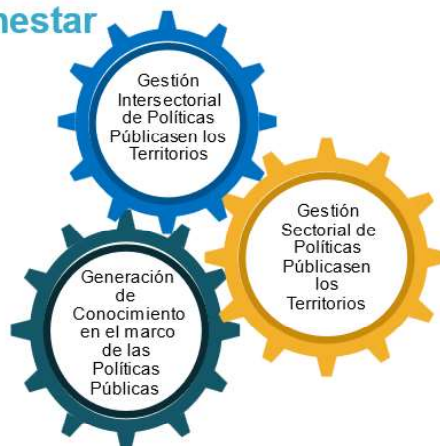 nestar
Gestión
Intersectorial
de Políticas
Públicasen los
Territorios
Gestión
Sectorial de
Políticas
Públicasen
los
Territorios
Generación
de
Conocimiento
en el marco
de las
Políticas
Públicas